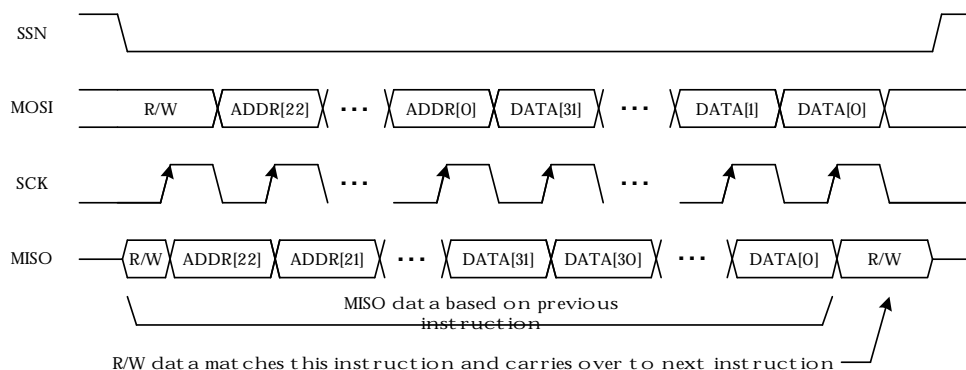 SSN
MOSI R/W ADDR[22] ... ADDR[0] DATA[31] ... DATA[1] DATA[0]
SCK ... ...
MISO R/W ADDR[22] ADDR[21] ... DATA[31] DATA[30] ... DATA[0] R/W
MISO data based on previous
instruction
R/W data matches this instruction and carries over to next instruction